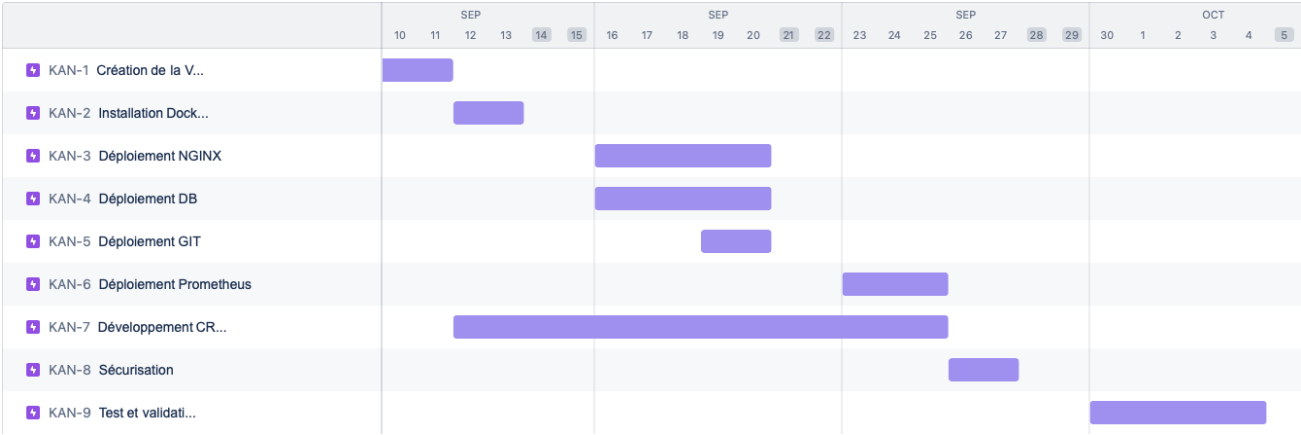 SEP SEP SEP OCT
10 11 12 13 14 15 16 17 18 19 20 21 22 23 24 25 26 27 28 29 30 1 2 3 4 5
KAN-1 Création de la V...
KAN-2 Installation Dock...
KAN-3 Déploiement NGINX
KAN-4 Déploiement DB
KAN-5 Déploiement GIT
KAN-6 Déploiement Prometheus
KAN-7 Développement CR...
KAN-8 Sécurisation
KAN-9 Test et validati...